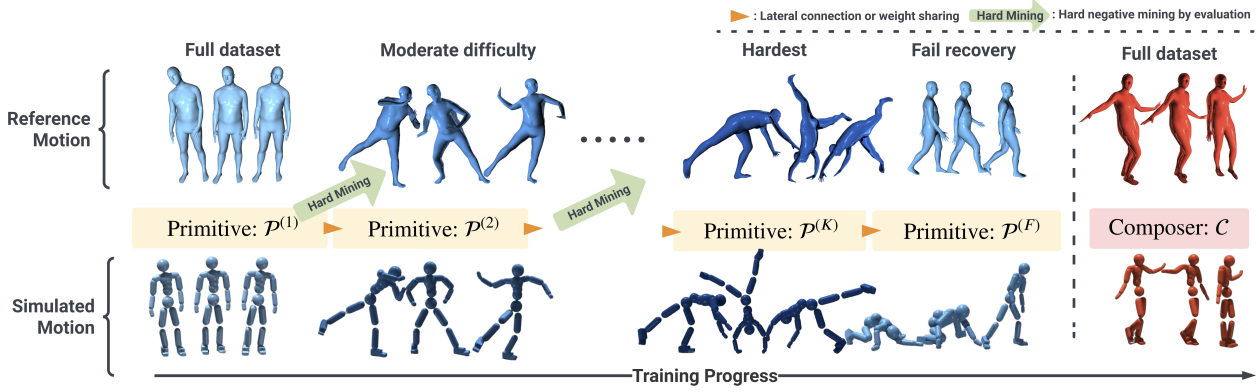 : Lateral connection or weight sharing Hard Mining : Hard negative mining by evaluation
Full dataset Moderate difficulty Hardest Fail recovery Full dataset
Reference
Motion
Hard Mining Hard Mining
Primitive: 𝒫(1) Primitive: 𝒫(2) Primitive: 𝒫(K) Primitive: 𝒫(F) Composer: 𝒞
Simulated
Motion
Training Progress